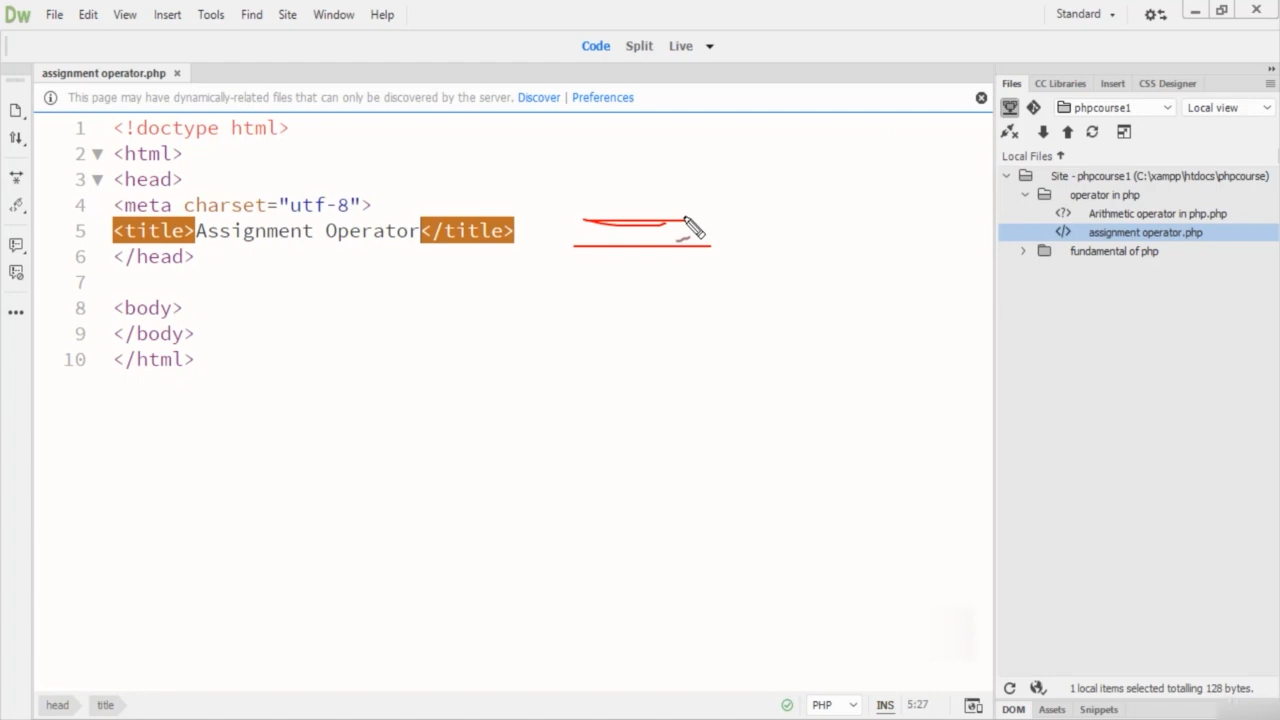 Dw File Edit View Insert Tools Find Site Window Help Standard
Code Split Live
assignment operator.php ×
This page may have dynamically-related files that can only be discovered by the server. Discover | Preferences
1 <!doctype html>
2 <html>
3 <head>
4 <meta charset="utf-8">
5 <title>Assignment Operator</title>
6 </head>
7
8 <body>
9 </body>
10 </html>
head title
PHP INS 5:27
Files CC Libraries Insert CSS Designer
phpcourse1 Local view
Local Files
Site - phpcourse1 (C:\xampp\htdocs\phpcourse)
operator in php
<?> Arithmetic operator in php.php
</> assignment operator.php
fundamental of php
1 local items selected totalling 128 bytes.
DOM Assets Snippets